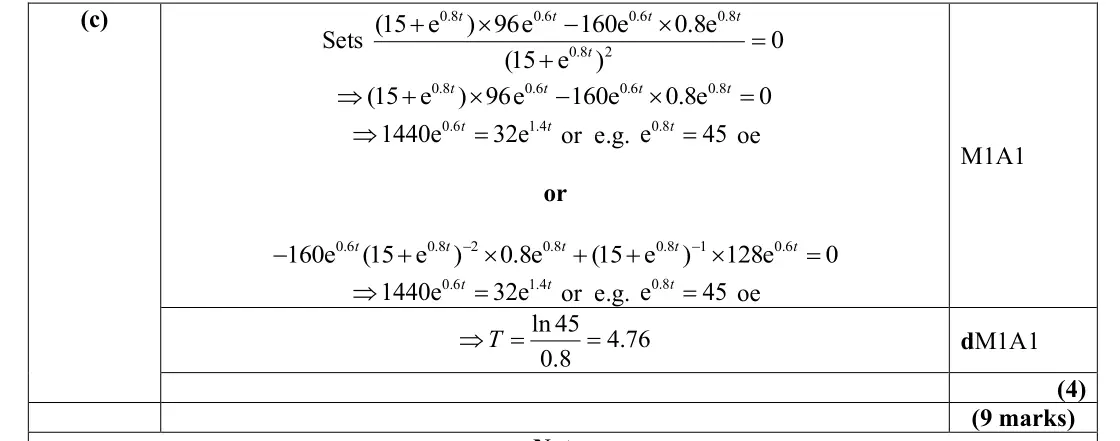 (c)
Sets ((15 + e^{0.8t}) × 96e^{0.6t} − 160e^{0.6t} × 0.8e^{0.8t}) / (15 + e^{0.8t})^2 = 0
⇒ (15 + e^{0.8t}) × 96e^{0.6t} − 160e^{0.6t} × 0.8e^{0.8t} = 0
⇒ 1440e^{0.6t} = 32e^{1.4t} or e.g. e^{0.8t} = 45 oe
M1A1
or
−160e^{0.6t}(15 + e^{0.8t})^{−2} × 0.8e^{0.8t} + (15 + e^{0.8t})^{−1} × 128e^{0.6t} = 0
⇒ 1440e^{0.6t} = 32e^{1.4t} or e.g. e^{0.8t} = 45 oe
⇒ T = ln 45 / 0.8 = 4.76
dM1A1
(4)
(9 marks)